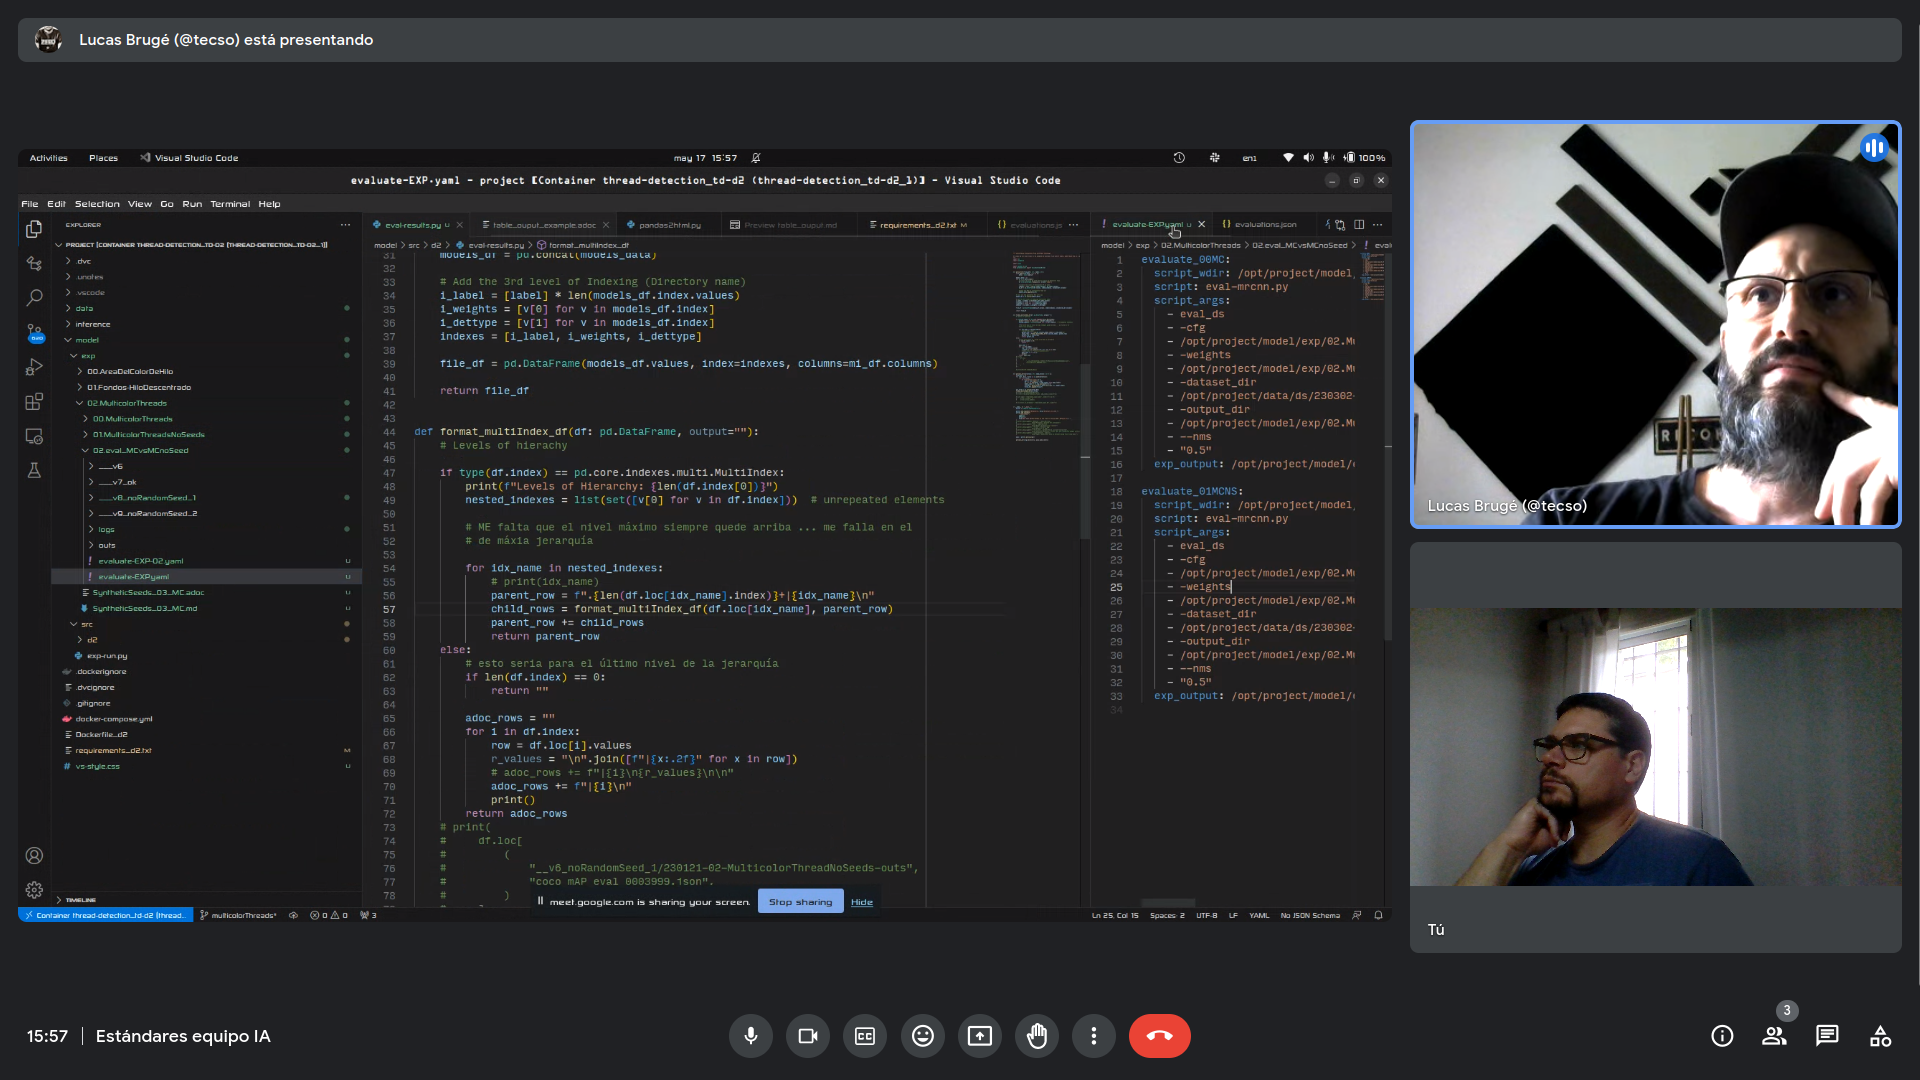 Lucas Brugé (@tecso) está presentando
Activities Places Visual Studio Code
may 17 15:57
en1
100%
evaluate-EXP.yaml - project [Container thread-detection_td-d2 (thread-detection_td-d2_1)] - Visual Studio Code
File Edit Selection View Go Run Terminal Help
EXPLORER
PROJECT [CONTAINER THREAD-DETECTION_TD-D2 (THREAD-DETECTION_TD-D2_1)]
.dvc
.unotes
.vscode
data
inference
model
exp
00.AreaDelColorDeHilo
01.Fondos-HiloDescentrado
02.MulticolorThreads
00.MulticolorThreads
01.MulticolorThreadsNoSeeds
02.eval_MCvsMCnoSeed
__v6
__v7_ok
__v8_noRandomSeed_1
__v9_noRandomSeed_2
logs
outs
evaluate-EXP-02.yaml U
evaluate-EXP.yaml U
SyntheticSeeds_03_MC.adoc U
SyntheticSeeds_03_MC.md U
src
d2
exp-run.py
.dockerignore
.dvcignore
.gitignore
docker-compose.yml
Dockerfile_d2
requirements_d2.txt M
vs-style.css U
TIMELINE
eval-results.py U
table_ouput_example.adoc
pandas2html.py
Preview table_ouput.md
requirements_d2.txt M
evaluations.js
model > src > d2 > eval-results.py > format_multiIndex_df
31 models_df = pd.concat(models_data)
32
33 # Add the 3rd level of Indexing (Directory name)
34 i_label = [label] * len(models_df.index.values)
35 i_weights = [v[0] for v in models_df.index]
36 i_dettype = [v[1] for v in models_df.index]
37 indexes = [i_label, i_weights, i_dettype]
38
39 file_df = pd.DataFrame(models_df.values, index=indexes, columns=mi_df.columns)
40
41 return file_df
42
43
44 def format_multiIndex_df(df: pd.DataFrame, output=""):
45 # Levels of hierachy
46
47 if type(df.index) == pd.core.indexes.multi.MultiIndex:
48 print(f"Levels of Hierarchy: {len(df.index[0])}")
49 nested_indexes = list(set([v[0] for v in df.index])) # unrepeated elements
50
51 # ME falta que el nivel máximo siempre quede arriba ... me falla en el
52 # de máxia jerarquía
53
54 for idx_name in nested_indexes:
55 # print(idx_name)
56 parent_row = f".{len(df.loc[idx_name].index)}+|{idx_name}\n"
57 child_rows = format_multiIndex_df(df.loc[idx_name], parent_row)
58 parent_row += child_rows
59 return parent_row
60 else:
61 # esto seria para el último nivel de la jerarquía
62 if len(df.index) == 0:
63 return ""
64
65 adoc_rows = ""
66 for i in df.index:
67 row = df.loc[i].values
68 r_values = "\n".join([f"|{x:.2f}" for x in row])
69 # adoc_rows += f"|{i}\n{r_values}\n\n"
70 adoc_rows += f"|{i}\n"
71 print()
72 return adoc_rows
73 # print(
74 # df.loc[
75 # (
76 # "__v6_noRandomSeed_1/230121-02-MulticolorThreadNoSeeds-outs",
77 # "coco_mAP_eval_0003999.json",
78 # )
evaluate-EXP.yaml U
evaluations.json
model > exp > 02.MulticolorThreads > 02.eval_MCvsMCnoSeed > ! eval
1 evaluate_00MC:
2 script_wdir: /opt/project/model,
3 script: eval-mrcnn.py
4 script_args:
5 - eval_ds
6 - -cfg
7 - /opt/project/model/exp/02.Mu
8 - -weights
9 - /opt/project/model/exp/02.Mu
10 - -dataset_dir
11 - /opt/project/data/ds/230302-
12 - -output_dir
13 - /opt/project/model/exp/02.Mu
14 - --nms
15 - "0.5"
16 exp_output: /opt/project/model/
17
18 evaluate_01MCNS:
19 script_wdir: /opt/project/model,
20 script: eval-mrcnn.py
21 script_args:
22 - eval_ds
23 - -cfg
24 - /opt/project/model/exp/02.Mu
25 - -weights
26 - /opt/project/model/exp/02.Mu
27 - -dataset_dir
28 - /opt/project/data/ds/230302-
29 - -output_dir
30 - /opt/project/model/exp/02.Mu
31 - --nms
32 - "0.5"
33 exp_output: /opt/project/model/
34
meet.google.com is sharing your screen.
Stop sharing
Hide
Container thread-detection_td-d2 (thread...
multicolorThreads*
0 0
3
Ln 25, Col 15 Spaces: 2 UTF-8 LF YAML No JSON Schema
REC
Lucas Brugé (@tecso)
Tú
15:57 | Estándares equipo IA
3